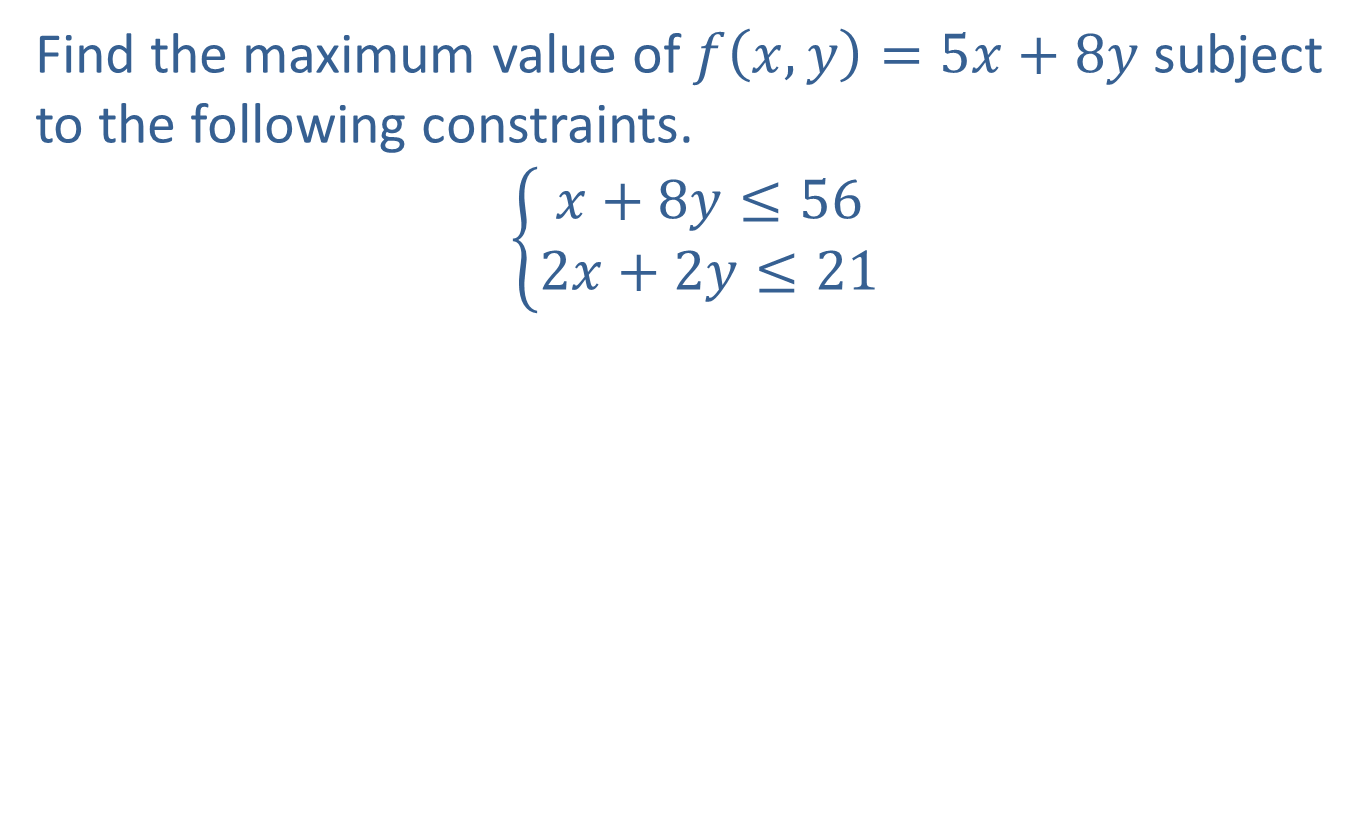 Find the maximum value of f(x, y) = 5x + 8y subject
to the following constraints.
x + 8y ≤ 56
2x + 2y ≤ 21